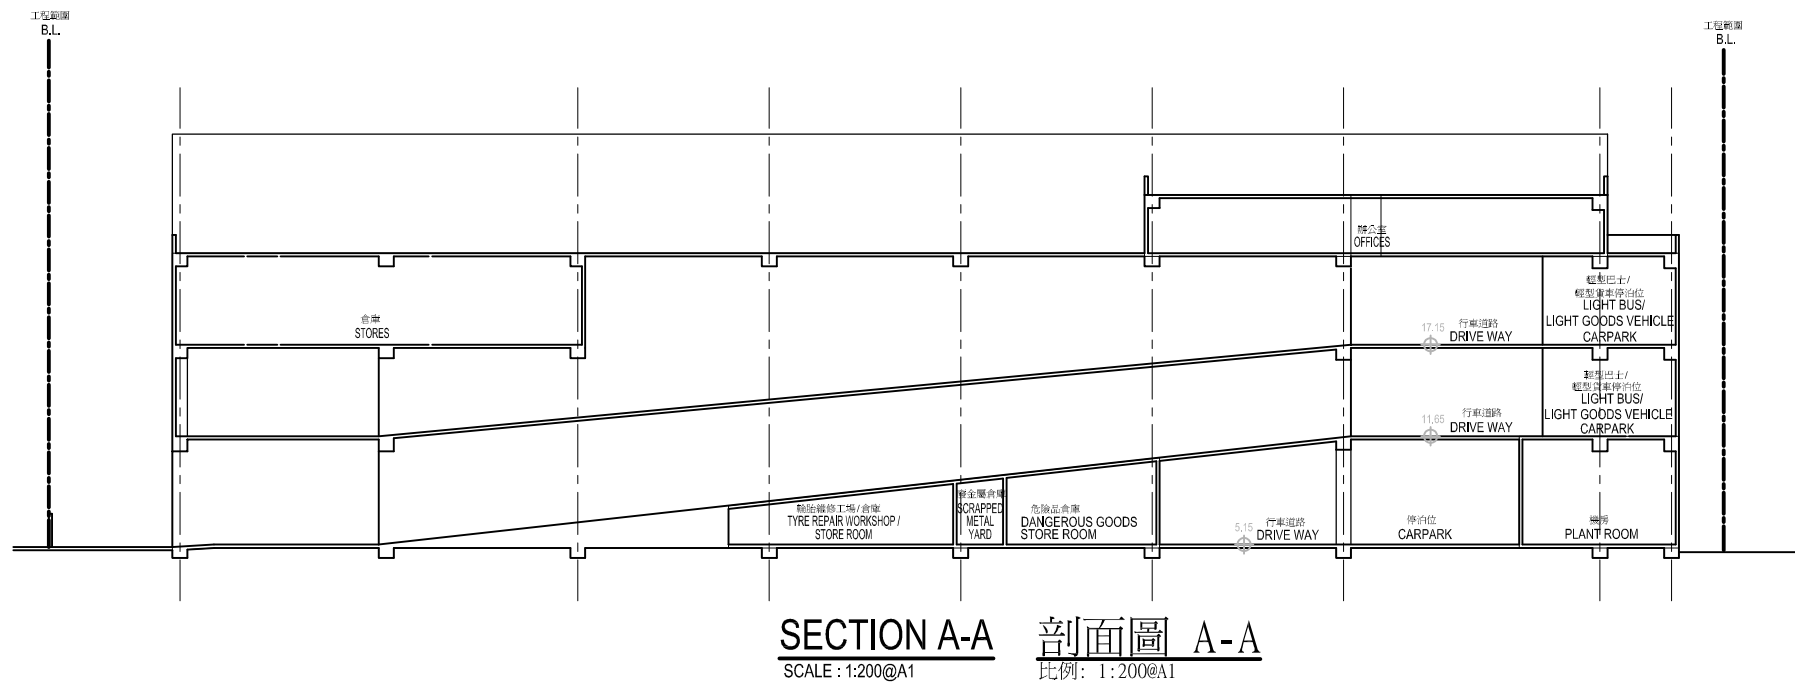 工程範圍
B.L.
工程範圍
B.L.
辦公室
OFFICES
倉庫
STORES
17.15
行車道路
DRIVE WAY
輕型巴士/
輕型貨車停泊位
LIGHT BUS/
LIGHT GOODS VEHICLE
CARPARK
11.65
行車道路
DRIVE WAY
輕型巴士/
輕型貨車停泊位
LIGHT BUS/
LIGHT GOODS VEHICLE
CARPARK
輪胎維修工場/倉庫
TYRE REPAIR WORKSHOP /
STORE ROOM
廢金屬倉庫
SCRAPPED
METAL
YARD
危險品倉庫
DANGEROUS GOODS
STORE ROOM
5.15
行車道路
DRIVE WAY
停泊位
CARPARK
機房
PLANT ROOM
SECTION A-A
SCALE : 1:200@A1
剖面圖 A-A
比例: 1:200@A1